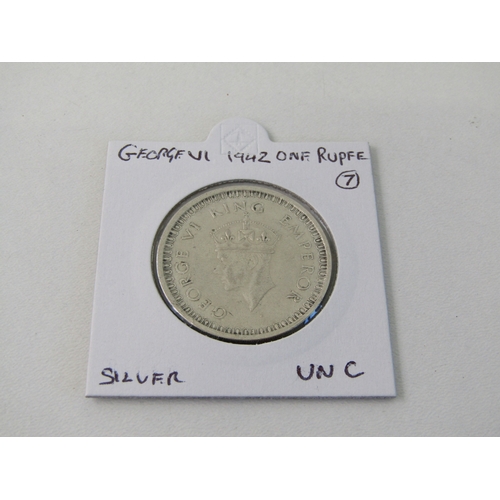 GEORGE VI 1942 ONE RUPEE
7
GEORGE VI KING EMPEROR
SILVER UNC